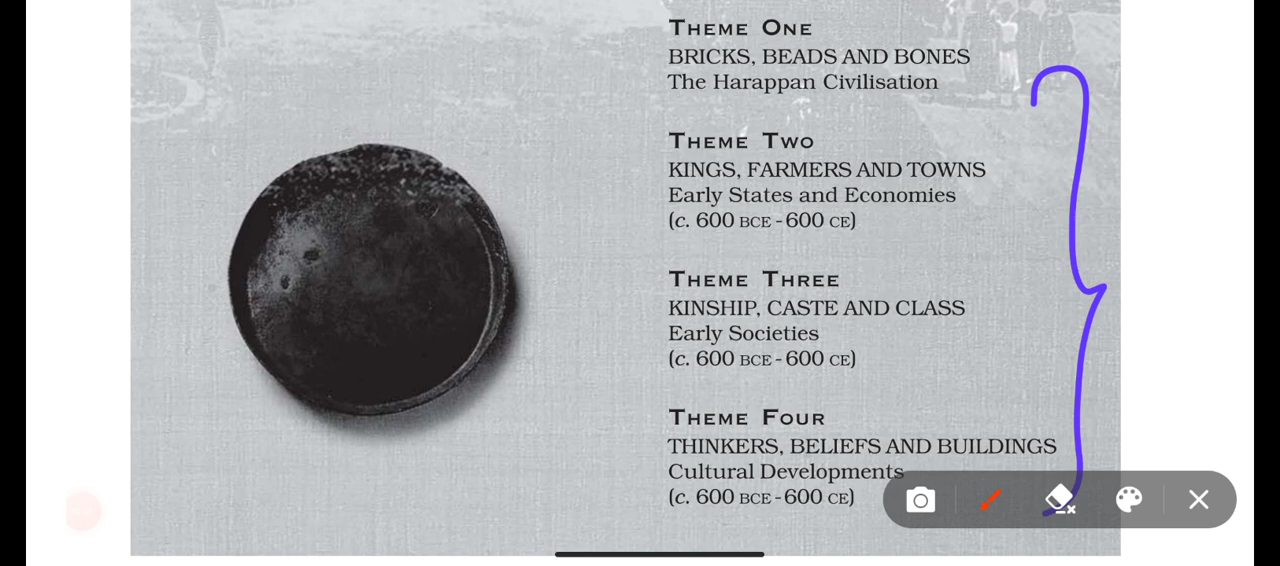 THEME ONE
BRICKS, BEADS AND BONES
The Harappan Civilisation
THEME TWO
KINGS, FARMERS AND TOWNS
Early States and Economies
(c. 600 BCE - 600 CE)
THEME THREE
KINSHIP, CASTE AND CLASS
Early Societies
(c. 600 BCE - 600 CE)
THEME FOUR
THINKERS, BELIEFS AND BUILDINGS
Cultural Developments
(c. 600 BCE - 600 CE)